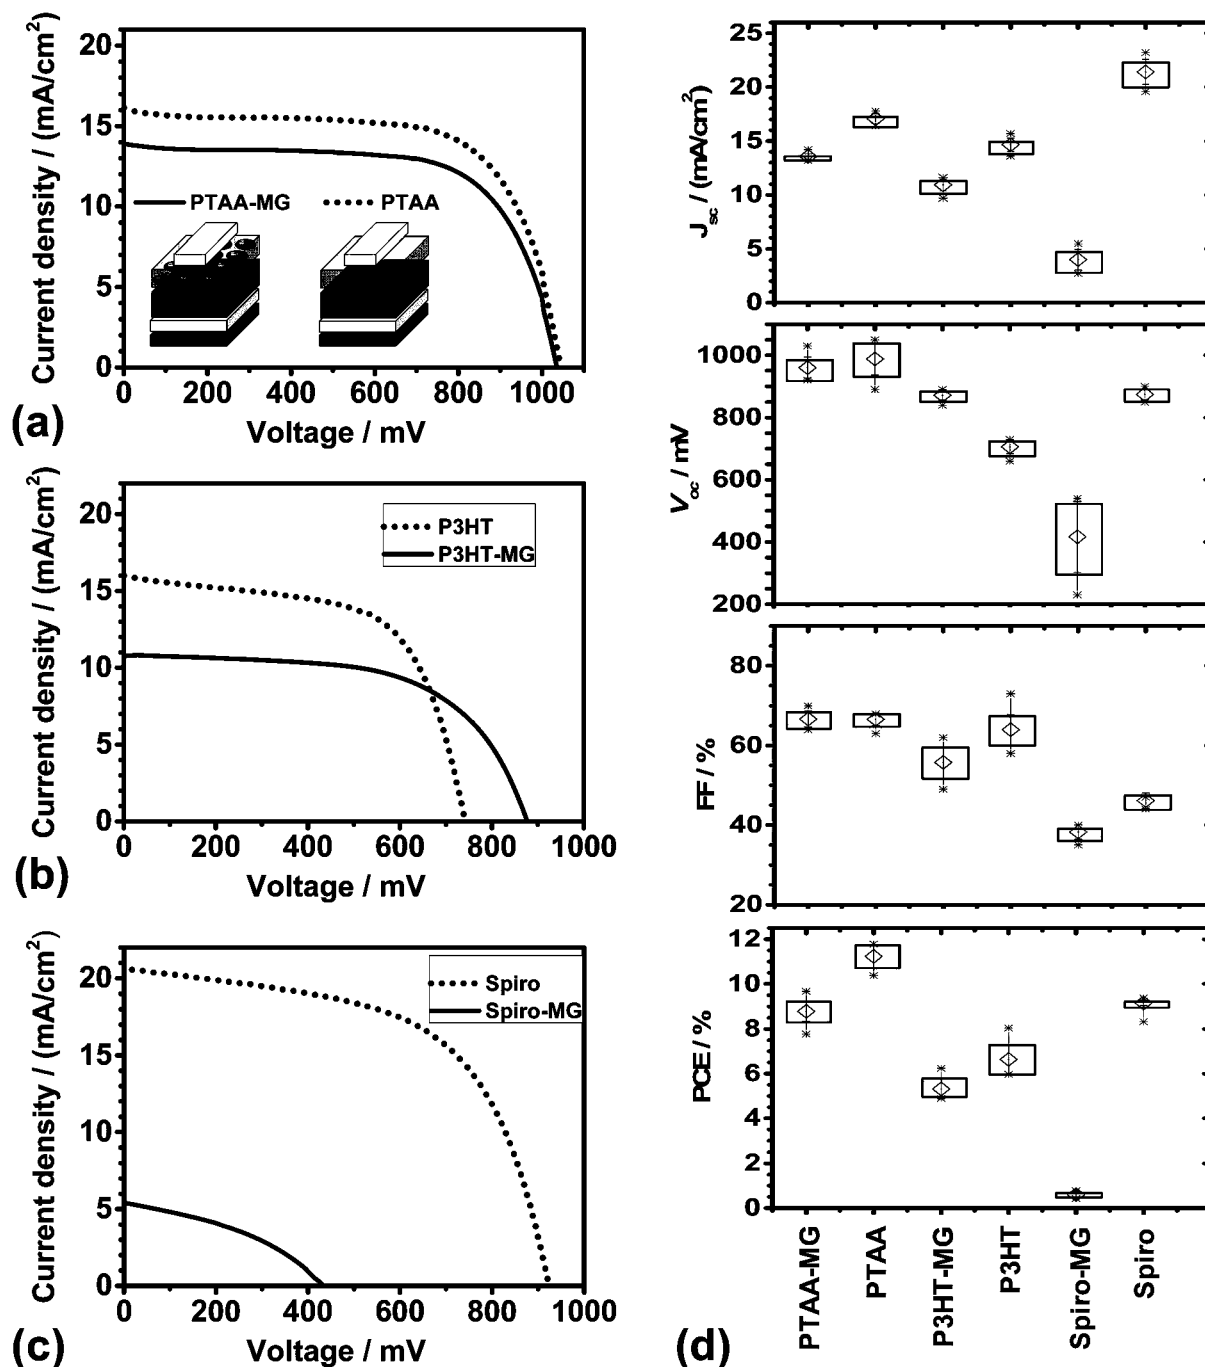 20
15
10
5
0
Current density / (mA/cm²)
PTAA-MG
PTAA
0 200 400 600 800 1000
Voltage / mV
(a)
20
15
10
5
0
Current density / (mA/cm²)
P3HT
P3HT-MG
0 200 400 600 800 1000
Voltage / mV
(b)
20
15
10
5
0
Current density / (mA/cm²)
Spiro
Spiro-MG
0 200 400 600 800 1000
Voltage / mV
(c)
25
20
15
10
5
0
Jsc / (mA/cm²)
1000
800
600
400
200
Voc / mV
80
60
40
20
FF / %
12
10
8
6
4
2
0
PCE / %
PTAA-MG
PTAA
P3HT-MG
P3HT
Spiro-MG
Spiro
(d)